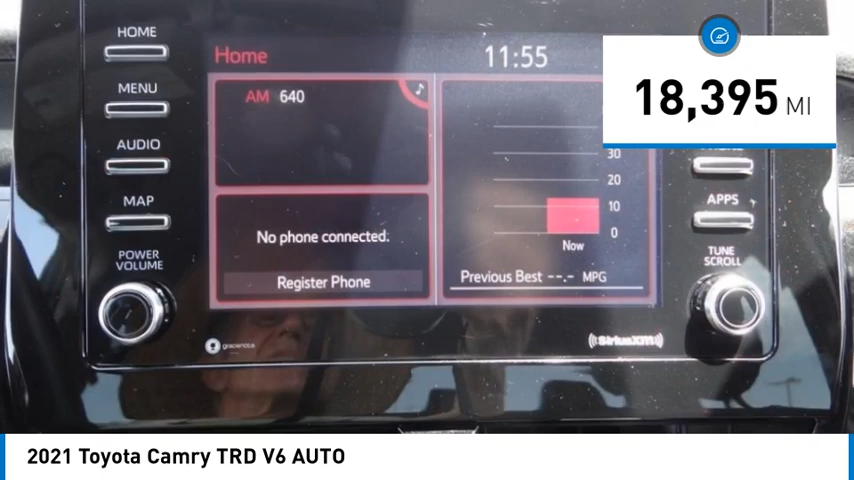 HOME
MENU
AUDIO
MAP
POWER
VOLUME
Home
11:55
AM 640
No phone connected.
Register Phone
30
20
10
0
Now
Previous Best --.- MPG
APPS
TUNE
SCROLL
gracenote
SiriusXM
18,395 MI
2021 Toyota Camry TRD V6 AUTO